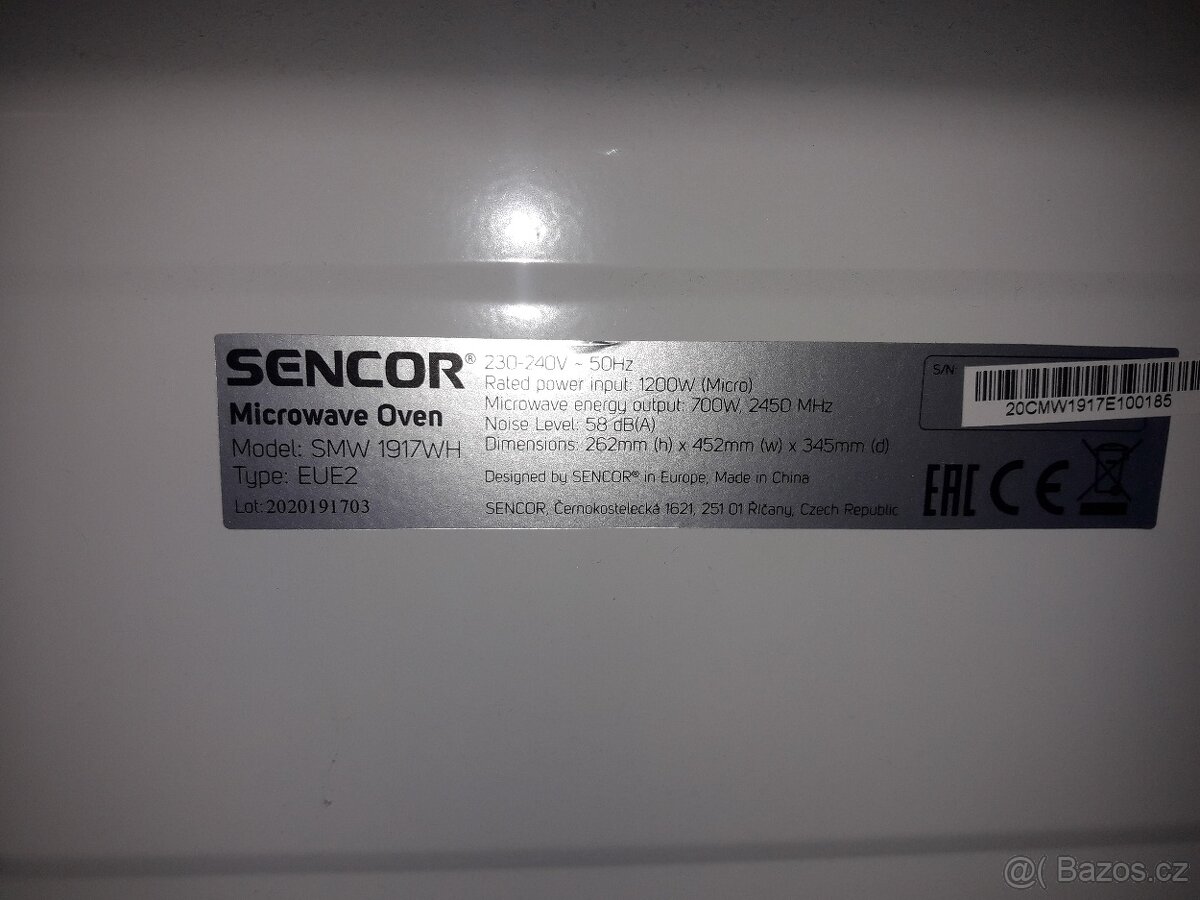 SENCOR®
Microwave Oven
Model: SMW 1917WH
Type: EUE2
Lot: 2020191703
230-240V ~ 50Hz
Rated power input: 1200W (Micro)
Microwave energy output: 700W, 2450 MHz
Noise Level: 58 dB(A)
Dimensions: 262mm (h) x 452mm (w) x 345mm (d)
Designed by SENCOR® in Europe, Made in China
SENCOR, Černokostelecká 1621, 251 01 Říčany, Czech Republic
S/N:
20CMW1917E100185
EAC CE
@( Bazos.cz